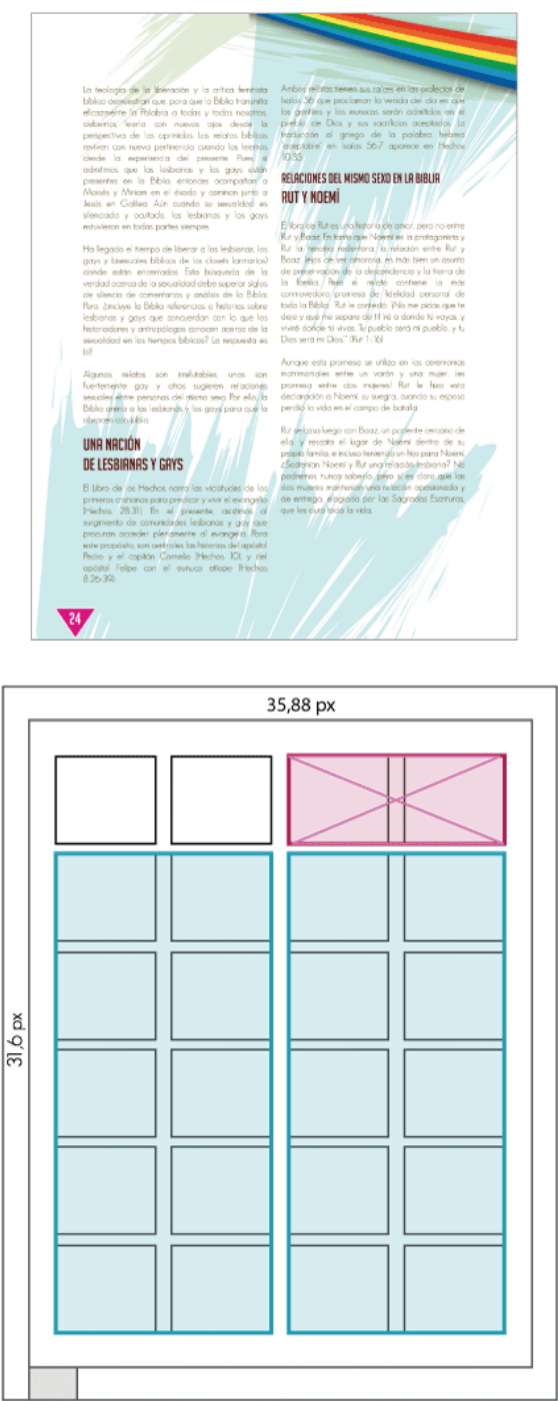 La teología de la liberación y la crítica feminista
bíblica demuestran que, para que la Biblia transmita
eficazmente la Palabra a todas y todos nosotros,
debemos leerla con nuevos ojos desde la
perspectiva de los oprimidos. Los relatos bíblicos
reviven con nueva pertinencia cuando los leemos
desde la experiencia del presente. Pues si
admitimos que las lesbianas y los gays están
presentes en la Biblia, entonces acompañan a
Moisés y Miriam en el éxodo y caminan junto a
Jesús en Galilea. Aún cuando su sexualidad es
silenciada y ocultada, las lesbianas y los gays
estuvieron en todas partes siempre.
Ha llegado el tiempo de liberar a las lesbianas, los
gays y bisexuales bíblicos de los closets (armarios)
donde están encerrados. Esta búsqueda de la
verdad acerca de la sexualidad debe superar siglos
de silencio de comentarios y análisis de la Biblia.
Pero, ¿incluye la Biblia referencias a historias sobre
lesbianas y gays que concuerdan con lo que los
historiadores y antropólogos conocen acerca de la
sexualidad en los tiempos bíblicos? La respuesta es
Algunos relatos son irrefutables, unos son
fuertemente gay y otros sugieren relaciones
sexuales entre personas del mismo sexo. Por ello, la
Biblia anima a las lesbianas y los gays para que la
abracen con júbilo.
UNA NACIÓN
DE LESBIANAS Y GAYS
El Libro de los Hechos narra las vicisitudes de los
primeros cristianos para predicar y vivir el evangelio
(Hechos 28:31). En el presente, asistimos al
surgimiento de comunidades lesbianas y gay que
procuran acceder plenamente al evangelio. Para
este propósito, son centrales las historias del apóstol
Pedro y el capitán Cornelio (Hechos 10), y del
apóstol Felipe con el eunuco etíope (Hechos
8:26-39).
24
Ambos relatos tienen sus raíces en las profecías de
Isaías 56 que proclaman la venida del día en que
los gentiles y los eunucos serán admitidos en el
pueblo de Dios y sus sacrificios aceptados. La
traducción al griego de la palabra hebrea
"aceptable" en Isaías 56:7 aparece en Hechos
10:35.
RELACIONES DEL MISMO SEXO EN LA BIBLIA
RUT Y NOEMÍ
El libro de Rut es una historia de amor, pero no entre
Rut y Boaz. En tanto que Noemí es la protagonista y
Rut la heroína redentora, la relación entre Rut y
Boaz, lejos de ser amorosa, es más bien un asunto
de preservación de la descendencia y la tierra de
la familia. Pero el relato contiene la más
conmovedora promesa de fidelidad personal de
toda la Biblia: "Rut le contestó: ¡No me pidas que te
deje y que me separe de ti! Iré a donde tú vayas, y
viviré donde tú vivas. Tu pueblo será mi pueblo, y tu
Dios será mi Dios." (Rut 1:16)
Aunque esta promesa se utiliza en las ceremonias
matrimoniales entre un varón y una mujer, ¡es
promesa entre dos mujeres! Rut le hizo esta
declaración a Noemí, su suegra, cuando su esposo
perdió la vida en el campo de batalla.
Rut se casa luego con Boaz, un pariente cercano de
ella y rescata el lugar de Noemí dentro de su
propia familia, e incluso teniendo un hijo para Noemí.
¿Sostenían Noemí y Rut una relación lesbiana? No
podremos nunca saberlo, pero sí es claro que las
dos mujeres mantenían una relación apasionada y
de entrega, elogiada por las Sagradas Escrituras,
que les duró toda la vida.
35,88 px
31,6 px